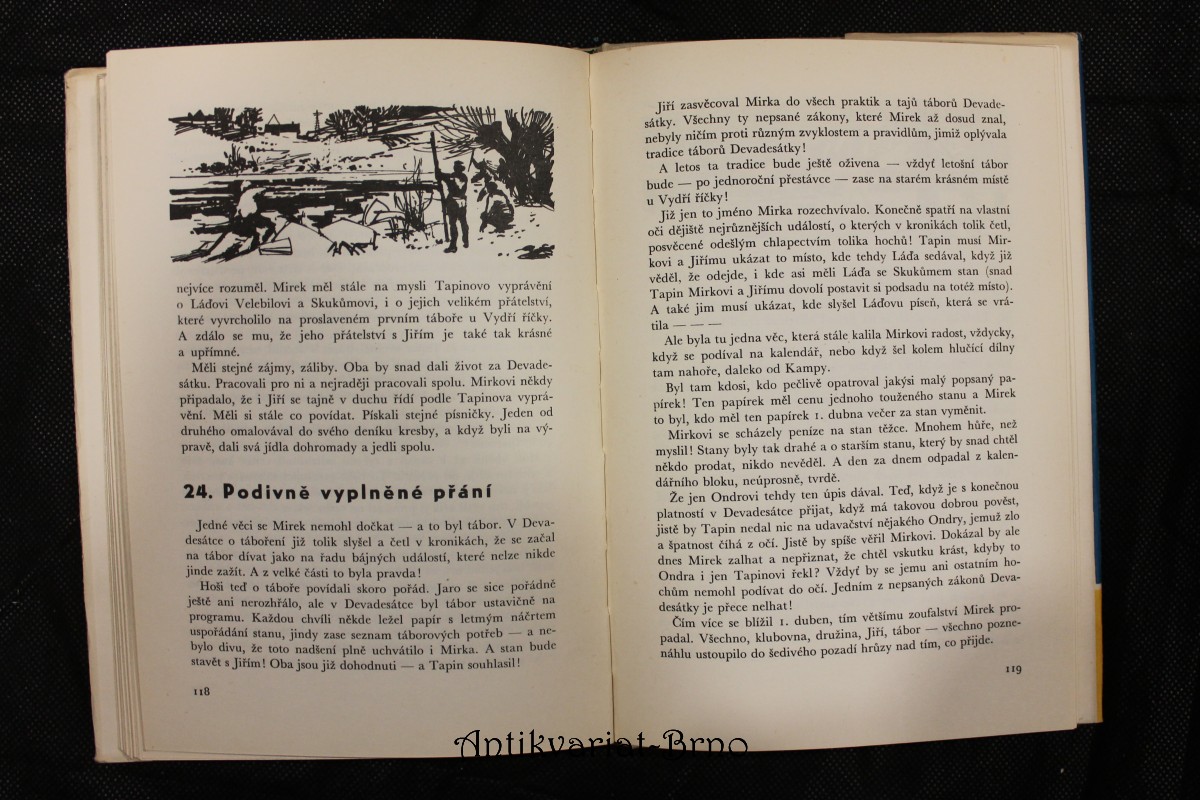 nejvíce rozuměl. Mirek měl stále na mysli Tapinovo vyprávění
o Láďovi Velebilovi a Skukůmovi, i o jejich velikém přátelství,
které vyvrcholilo na proslaveném prvním táboře u Vydří říčky.
A zdálo se mu, že jeho přátelství s Jiřím je také tak krásné
a upřímné.
Měli stejné zájmy, záliby. Oba by snad dali život za Devade-
sátku. Pracovali pro ni a nejraději pracovali spolu. Mirkovi někdy
připadalo, že i Jiří se tajně v duchu řídí podle Tapinova vyprá-
vění. Měli si stále co povídat. Pískali stejné písničky. Jeden od
druhého omalovával do svého deníku kresby, a když byli na vý-
pravě, dali svá jídla dohromady a jedli spolu.
24. Podivně vyplněné přání
Jedné věci se Mirek nemohl dočkat — a to byl tábor. V Deva-
desátce o táboření již tolik slyšel a četl v kronikách, že se začal
na tábor dívat jako na řadu bájných událostí, které nelze nikde
jinde zažít. A z velké části to byla pravda!
Hoši teď o táboře povídali skoro pořád. Jaro se sice pořádně
ještě ani nerozhřálo, ale v Devadesátce byl tábor ustavičně na
programu. Každou chvíli někde ležel papír s letmým náčrtem
uspořádání stanu, jindy zase seznam táborových potřeb — a ne-
bylo divu, že toto nadšení plně uchvátilo i Mirka. A stan bude
stavět s Jiřím! Oba jsou již dohodnuti — a Tapin souhlasil!
118
Jiří zasvěcoval Mirka do všech praktik a tajů táborů Devade-
sátky. Všechny ty nepsané zákony, které Mirek až dosud znal,
nebyly ničím proti různým zvyklostem a pravidlům, jimiž oplývala
tradice táborů Devadesátky!
A letos ta tradice bude ještě oživena — vždyť letošní tábor
bude — po jednoroční přestávce — zase na starém krásném místě
u Vydří říčky!
Již jen to jméno Mirka rozechvívalo. Konečně spatří na vlastní
oči dějiště nejrůznějších událostí, o kterých v kronikách tolik četl,
posvěcené odešlým chlapectvím tolika hochů! Tapin musí Mir-
kovi a Jiřímu ukázat to místo, kde tehdy Láďa sedával, když již
věděl, že odejde, i kde asi měli Láďa se Skukůmem stan (snad
Tapin Mirkovi a Jiřímu dovolí postavit si podsadu na totéž místo).
A také jim musí ukázat, kde slyšel Láďovu píseň, která se vrá-
tila — — —
Ale byla tu jedna věc, která stále kalila Mirkovi radost, vždycky,
když se podíval na kalendář, nebo když šel kolem hlučící dílny
tam nahoře, daleko od Kampy.
Byl tam kdosi, kdo pečlivě opatroval jakýsi malý popsaný pa-
pírek! Ten papírek měl cenu jednoho touženého stanu a Mirek
to byl, kdo měl ten papírek 1. dubna večer za stan vyměnit.
Mirkovi se scházely peníze na stan těžce. Mnohem hůře, než
myslil! Stany byly tak drahé a o starším stanu, který by snad chtěl
někdo prodat, nikdo nevěděl. A den za dnem odpadal z kalen-
dářního bloku, neúprosně, tvrdě.
Že jen Ondrovi tehdy ten úpis dával. Teď, když je s konečnou
platností v Devadesátce přijat, když má takovou dobrou pověst,
jistě by Tapin nedal nic na udavačství nějakého Ondry, jemuž zlo
a špatnost číhá z očí. Jistě by spíše věřil Mirkovi. Dokázal by ale
dnes Mirek zalhat a nepřiznat, že chtěl vskutku krást, kdyby to
Ondra i jen Tapinovi řekl? Vždyť by se jemu ani ostatním ho-
chům nemohl podívat do očí. Jedním z nepsaných zákonů Deva-
desátky je přece nelhat!
Čím více se blížil 1. duben, tím většímu zoufalství Mirek pro-
padal. Všechno, klubovna, družina, Jiří, tábor — všechno pozne-
náhlu ustoupilo do šedivého pozadí hrůzy nad tím, co přijde.
119
Antikvariat-Brno